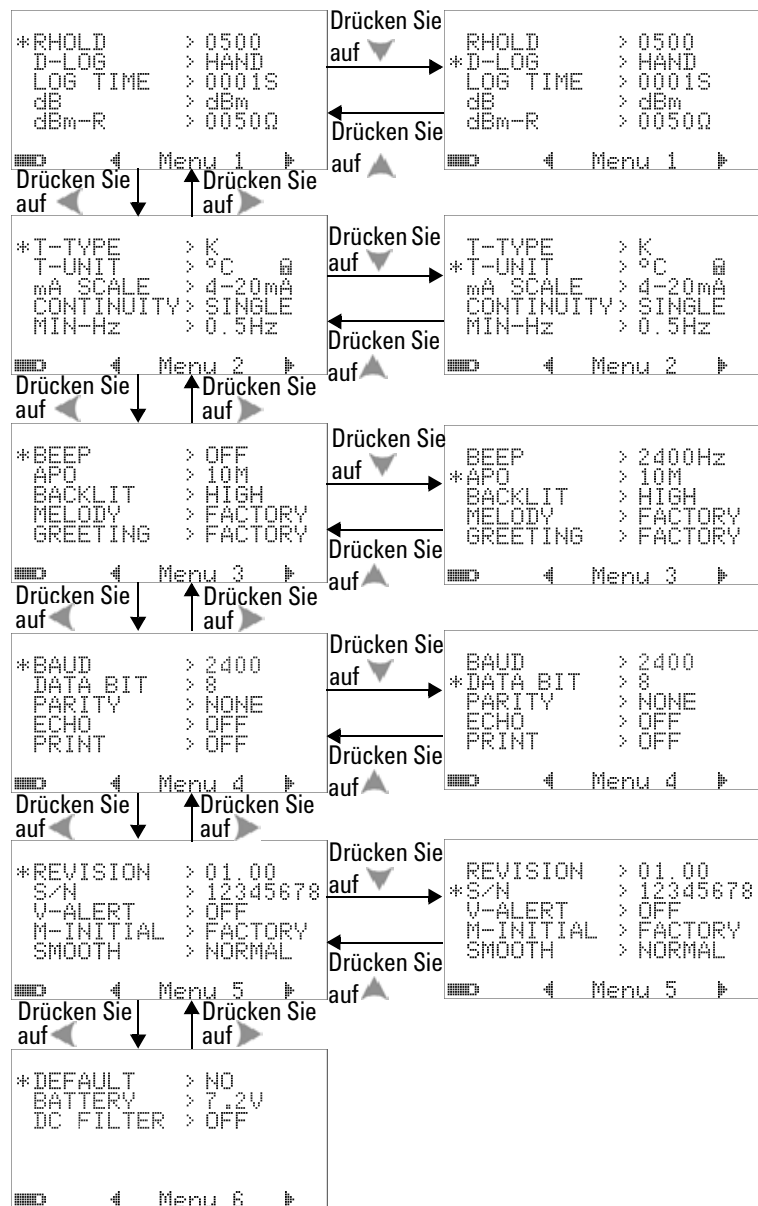 Drücken Sie
auf
*RHOLD > 0500
D-LOG > HAND
LOG TIME > 0001S
dB > dBm
dBm-R > 0050Ω
Menu 1
RHOLD > 0500
*D-LOG > HAND
LOG TIME > 0001S
dB > dBm
dBm-R > 0050Ω
Menu 1
Drücken Sie
auf
Drücken Sie
auf
Drücken Sie
auf
*T-TYPE > K
T-UNIT > °C
mA SCALE > 4-20mA
CONTINUITY > SINGLE
MIN-Hz > 0.5Hz
Menu 2
Drücken Sie
auf
Drücken Sie
auf
T-TYPE > K
*T-UNIT > °C
mA SCALE > 4-20mA
CONTINUITY > SINGLE
MIN-Hz > 0.5Hz
Menu 2
Drücken Sie
auf
Drücken Sie
auf
*BEEP > OFF
APO > 10M
BACKLIT > HIGH
MELODY > FACTORY
GREETING > FACTORY
Menu 3
Drücken Sie
auf
Drücken Sie
auf
BEEP > 2400Hz
*APO > 10M
BACKLIT > HIGH
MELODY > FACTORY
GREETING > FACTORY
Menu 3
Drücken Sie
auf
Drücken Sie
auf
*BAUD > 2400
DATA BIT > 8
PARITY > NONE
ECHO > OFF
PRINT > OFF
Menu 4
Drücken Sie
auf
Drücken Sie
auf
BAUD > 2400
*DATA BIT > 8
PARITY > NONE
ECHO > OFF
PRINT > OFF
Menu 4
Drücken Sie
auf
Drücken Sie
auf
*REVISION > 01.00
S/N > 12345678
V-ALERT > OFF
M-INITIAL > FACTORY
SMOOTH > NORMAL
Menu 5
Drücken Sie
auf
Drücken Sie
auf
REVISION > 01.00
*S/N > 12345678
V-ALERT > OFF
M-INITIAL > FACTORY
SMOOTH > NORMAL
Menu 5
Drücken Sie
auf
Drücken Sie
auf
*DEFAULT > NO
BATTERY > 7.2V
DC FILTER > OFF
Menu 6